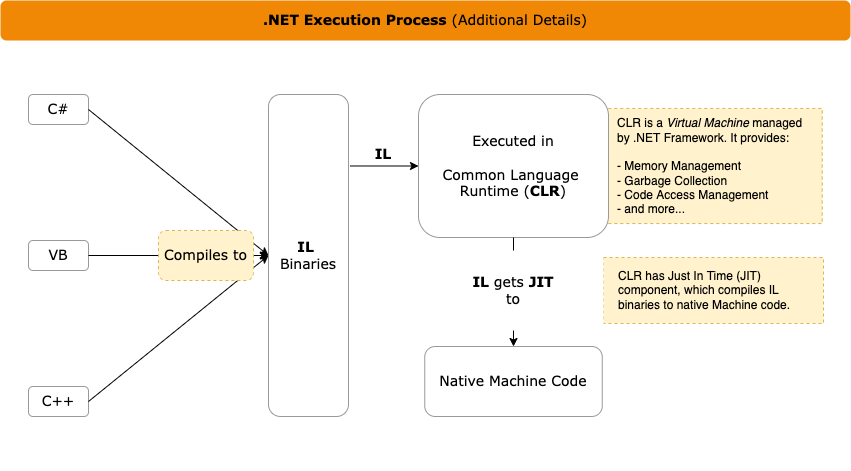 .NET Execution Process (Additional Details)
C#
VB
C++
Compiles to
IL
Binaries
IL
Executed in
Common Language
Runtime (CLR)
CLR is a Virtual Machine managed
by .NET Framework. It provides:
- Memory Management
- Garbage Collection
- Code Access Management
- and more...
IL gets JIT
to
CLR has Just In Time (JIT)
component, which compiles IL
binaries to native Machine code.
Native Machine Code